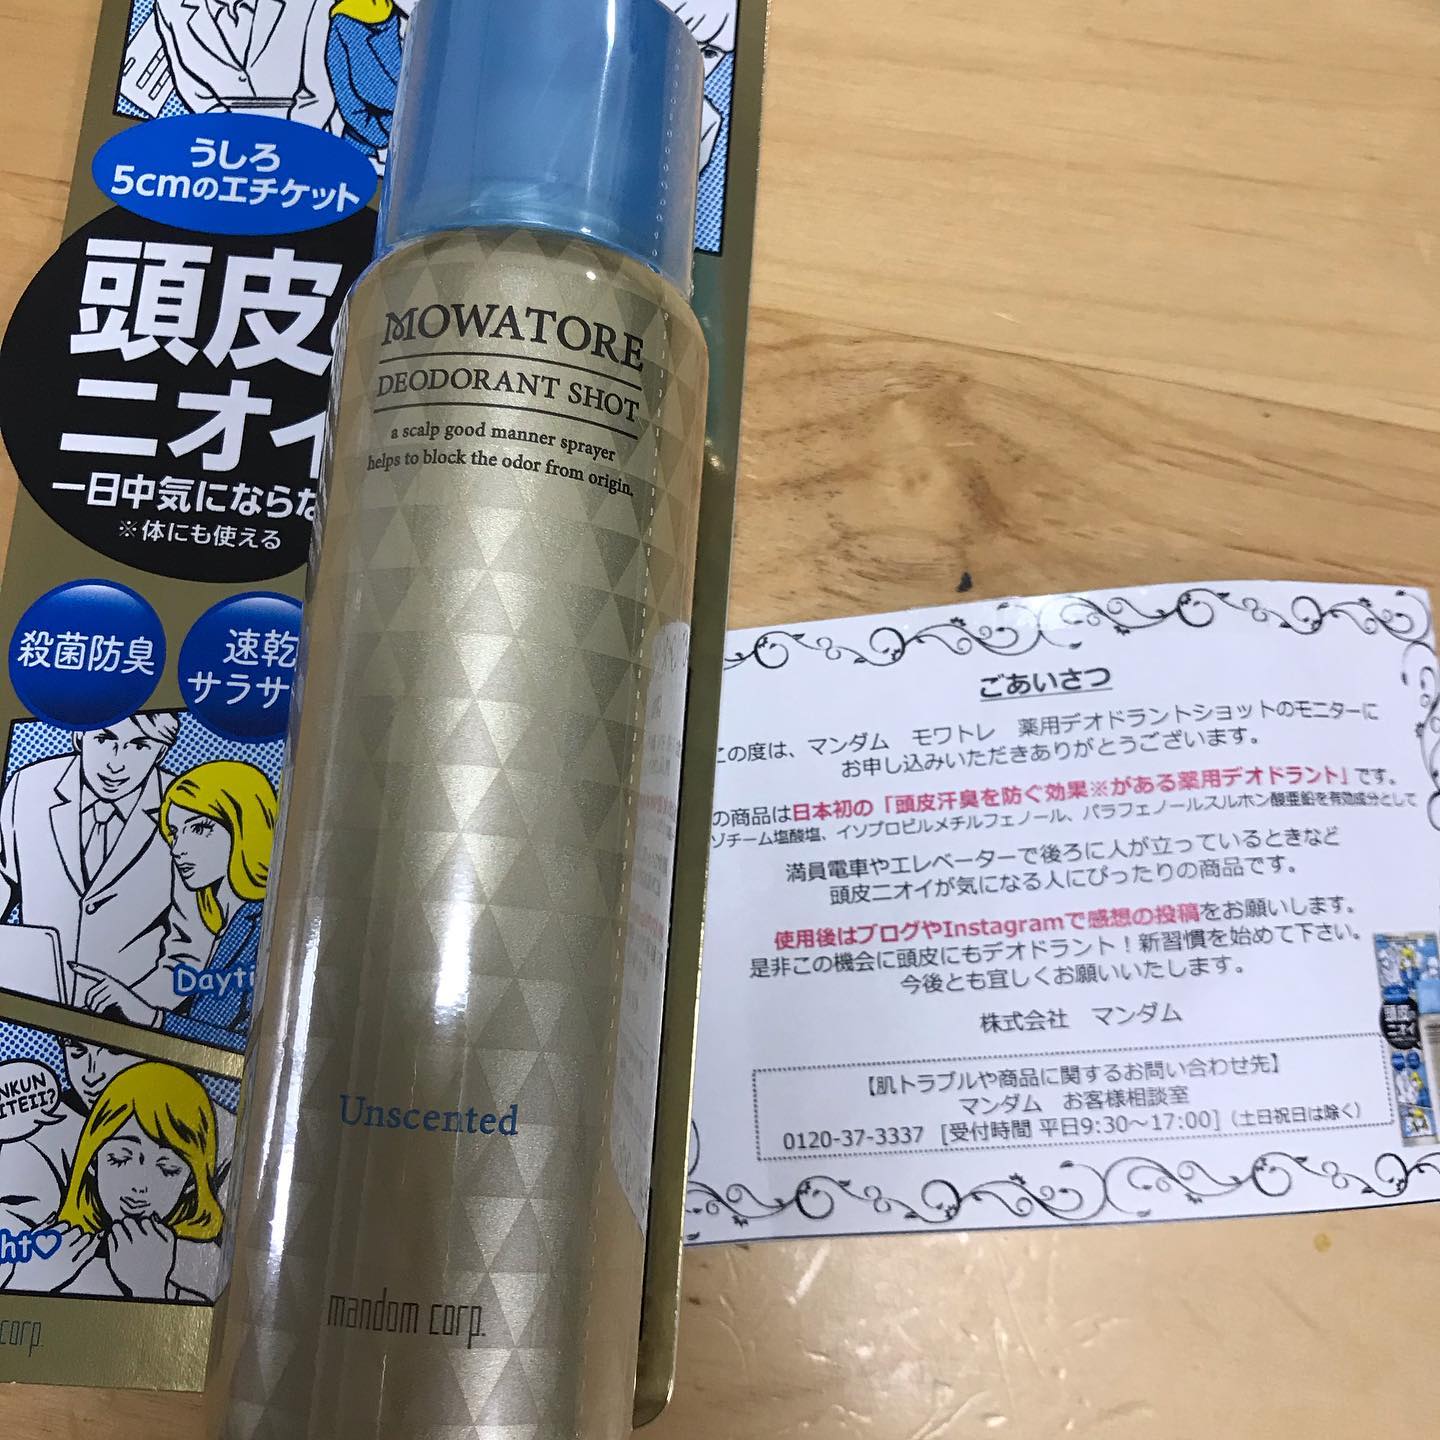 うしろ
5cmのエチケット
頭皮
ニオイ
一日中気にならな
※体にも使える
殺菌防臭
速乾
サラサ
Dayti
NKUN
ITEII?
ht♡
corp.
MOWATORE
DEODORANT SHOT
a scalp good manner sprayer
helps to block the odor from origin.
Unscented
mandom corp.
ごあいさつ
この度は、マンダム モワトレ 薬用デオドラントショットのモニターに
お申し込みいただきありがとうございます。
の商品は日本初の「頭皮汗臭を防ぐ効果※がある薬用デオドラント」です。
ゾチーム塩酸塩、イソプロピルメチルフェノール、パラフェノールスルホン酸亜鉛を有効成分として
満員電車やエレベーターで後ろに人が立っているときなど
頭皮ニオイが気になる人にぴったりの商品です。
使用後はブログやInstagramで感想の投稿をお願いします。
是非この機会に頭皮にもデオドラント！新習慣を始めて下さい。
今後とも宜しくお願いいたします。
株式会社 マンダム
【肌トラブルや商品に関するお問い合わせ先】
マンダム お客様相談室
0120-37-3337 [受付時間 平日9:30～17:00]（土日祝日は除く）